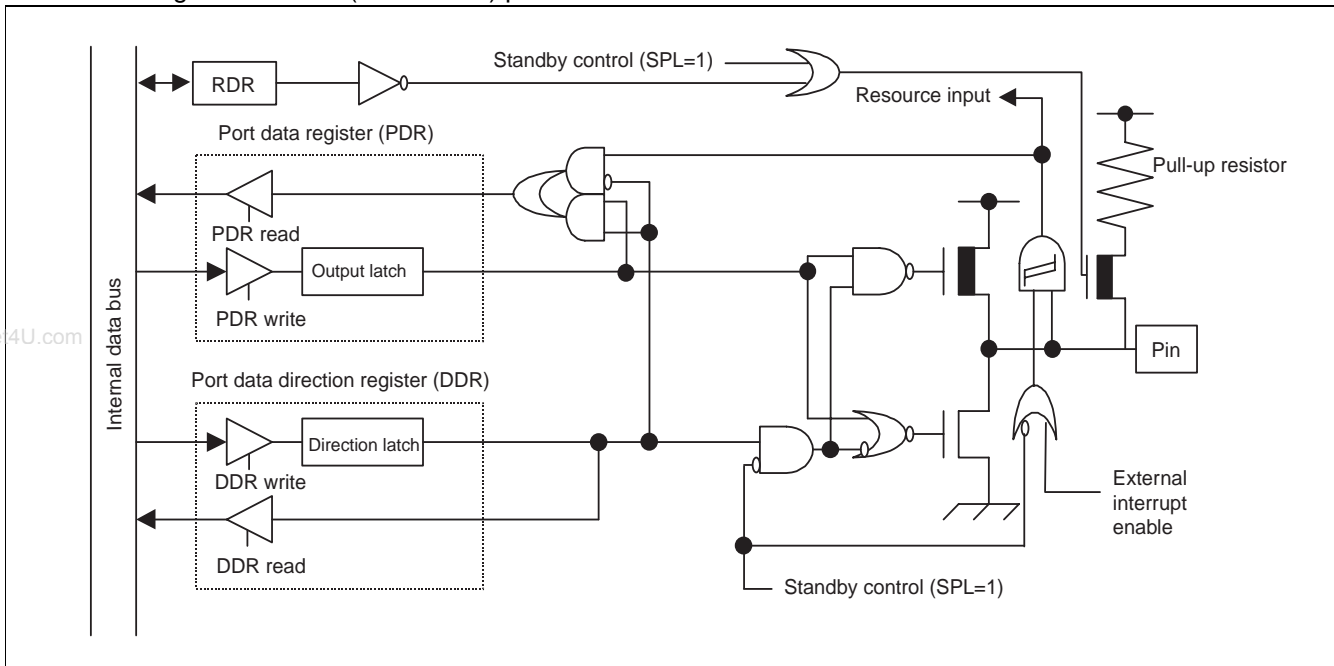 Standby control (SPL=1)
RDR
Resource input
Port data register (PDR)
Pull-up resistor
PDR read
Output latch
PDR write
Internal data bus
4U.com
Pin
Port data direction register (DDR)
Direction latch
DDR write
External
interrupt
enable
DDR read
Standby control (SPL=1)